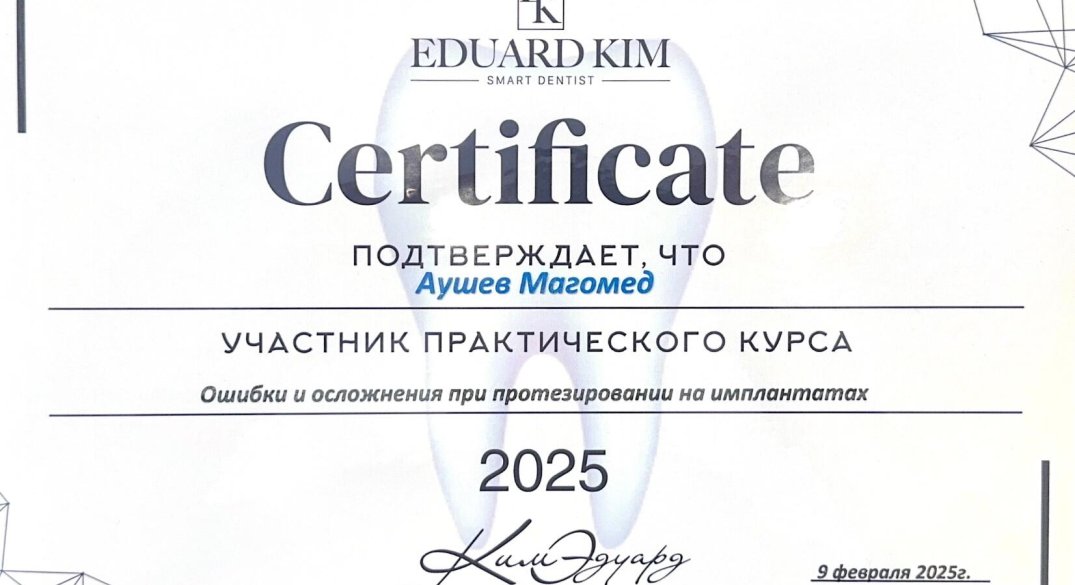 EDUARD KIM
SMART DENTIST
Certificate
ПОДТВЕРЖДАЕТ, ЧТО
Аушев Магомед
УЧАСТНИК ПРАКТИЧЕСКОГО КУРСА
Ошибки и осложнения при протезировании на имплантатах
2025
Ким Эдуард
9 февраля 2025г.